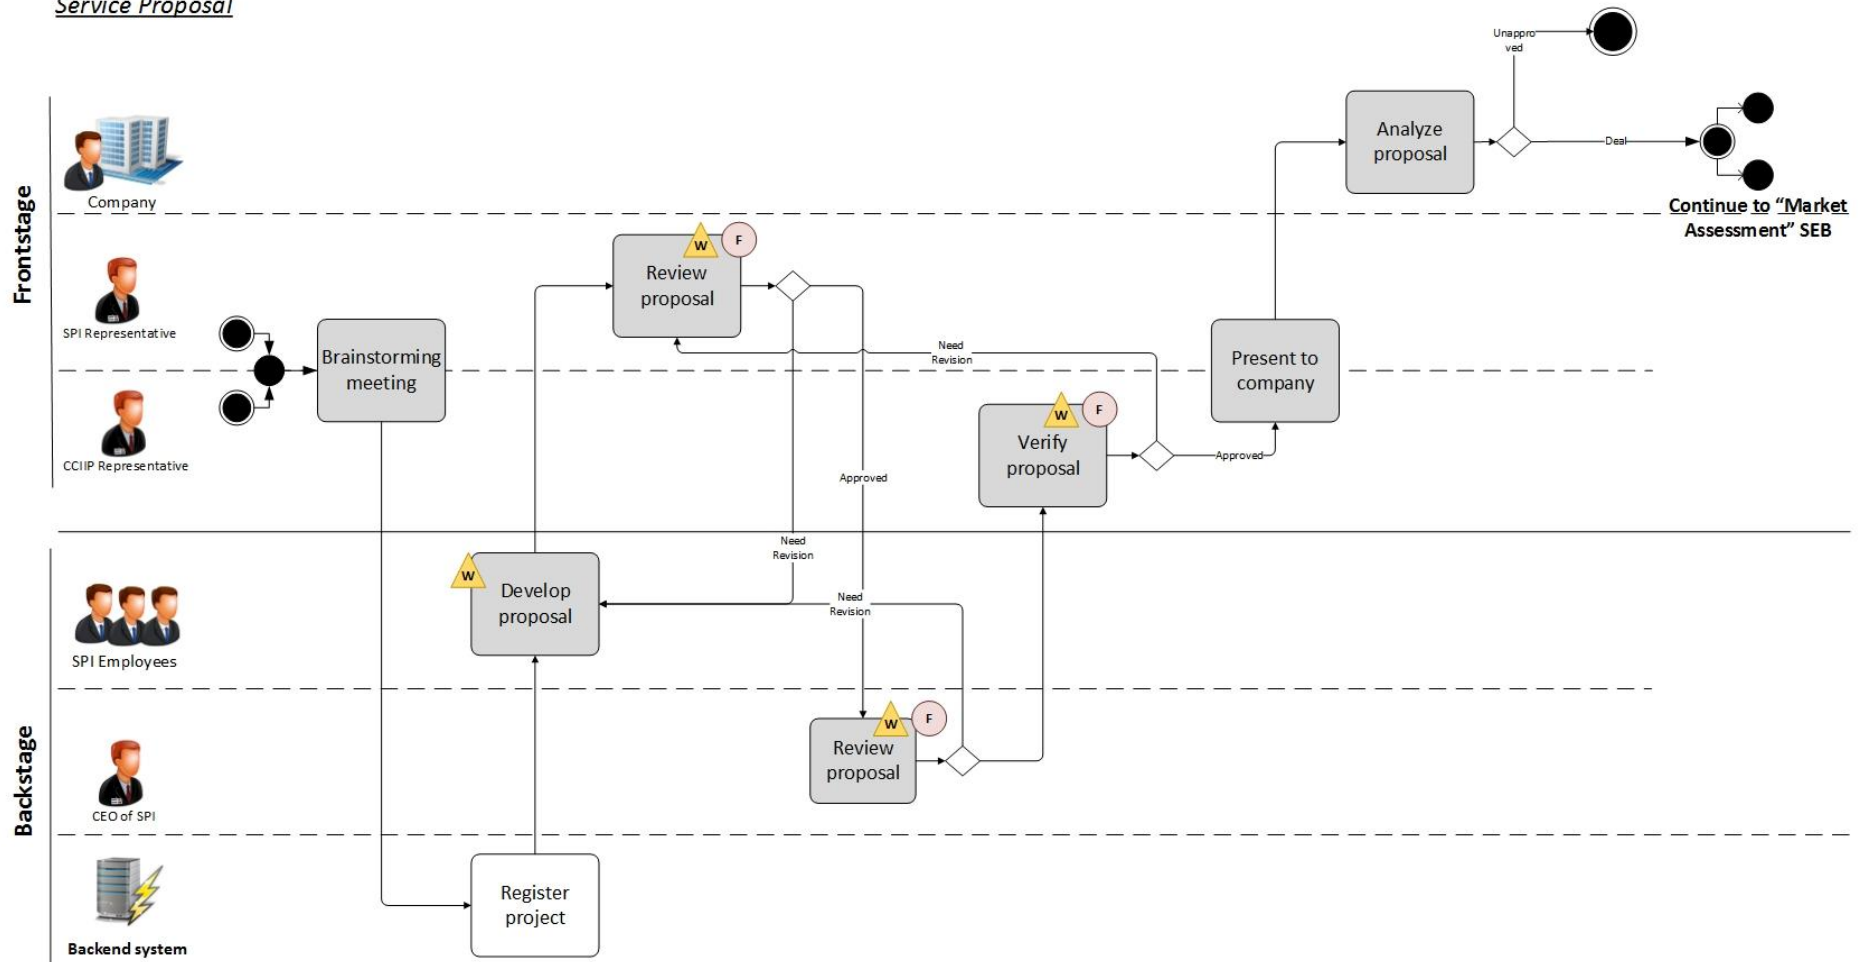 Service Proposal
Unappro
ved
Analyze
proposal
Deal
Company
Continue to “Market
Assessment” SEB
Frontstage
W
F
Review
proposal
SPI Representative
Brainstorming
meeting
Need
Revision
Present to
company
W
F
Verify
proposal
CCIIP Representative
Approved
Approved
Need
Revision
W
Develop
proposal
Need
Revision
SPI Employees
Backstage
W
F
Review
proposal
CEO of SPI
Register
project
Backend system